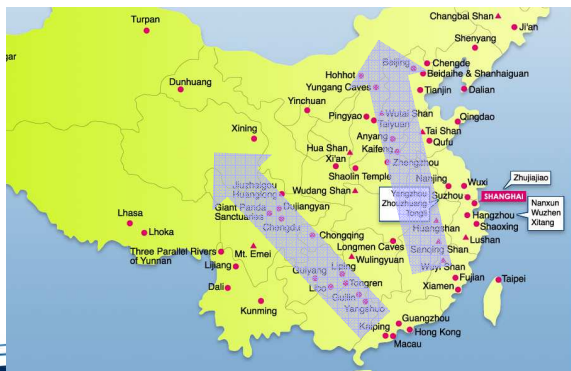 Changbai Shan
Turpan
Ji'an
Shenyang
gar
Beijing
Chengde
Hohhot
Beidaihe & Shanhaiguan
Dunhuang
Yungang Caves
Tianjin
Dalian
Yinchuan
Wutai Shan
Qingdao
Pingyao
Taiyuan
Xining
Anyang
Tai Shan
Qufu
Hua Shan
Kaifeng
Xi'an
Zhengzhou
Shaolin Temple
Zhujiajiao
Jiuzhaigou
Huanglong
Wudang Shan
Nanjing
Wuxi
Yangzhou
Zhouzhuang
Tongli
Suzhou
SHANGHAI
Giant Panda
Sanctuaries
Dujiangyan
Nanxun
Wuzhen
Xitang
Lhasa
Hangzhou
Chengdu
Shaoxing
Lhoka
Huangshan
Chongqing
Longmen Caves
Lushan
Three Parallel Rivers
of Yunnan
Mt. Emei
Sanqing Shan
Wulingyuan
Lijiang
Liping
Wuyi Shan
Guiyang
Fujian
Taipei
Dali
Libo
Tongren
Xiamen
Guilin
Kunming
Yangshuo
Guangzhou
Kaiping
Hong Kong
Macau